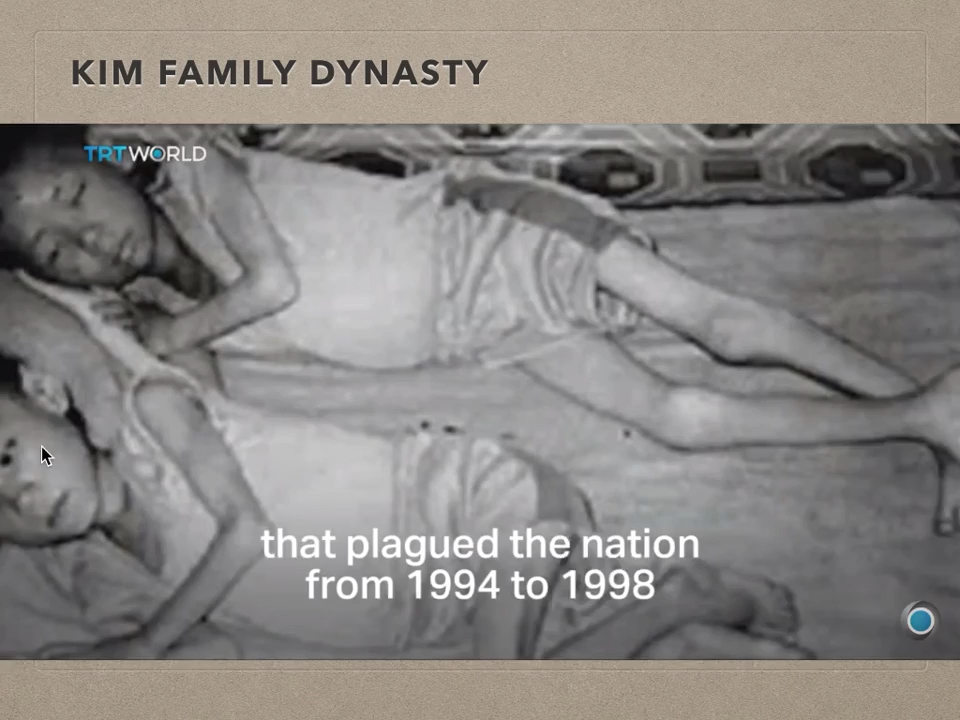 KIM FAMILY DYNASTY
TRTWORLD
that plagued the nation
from 1994 to 1998